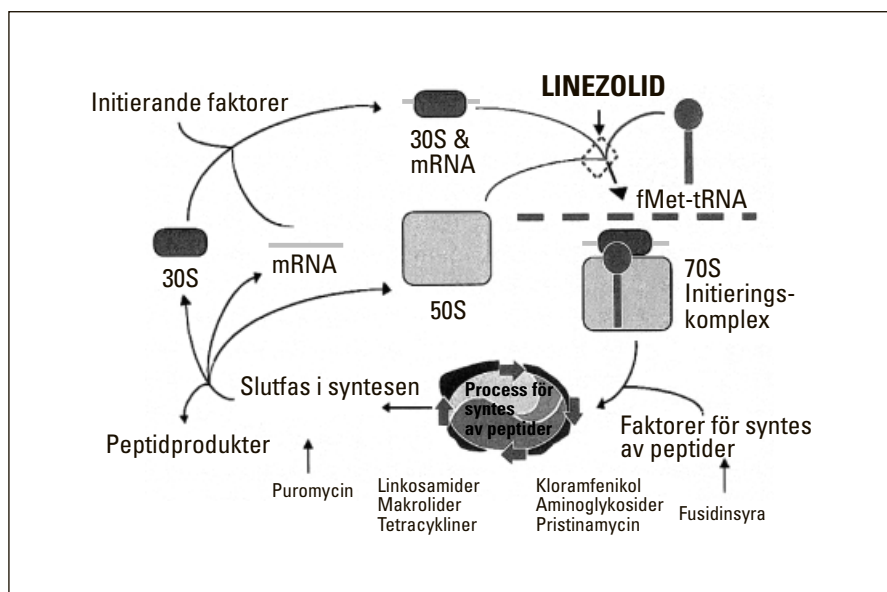 Initierande faktorer
LINEZOLID
30S &
mRNA
fMet-tRNA
30S
mRNA
50S
70S
Initierings-
komplex
Slutfas i syntesen
Process för
syntes
av peptider
Peptidprodukter
Faktorer för syntes
av peptider
Puromycin
Linkosamider
Makrolider
Tetracykliner
Kloramfenikol
Aminoglykosider
Pristinamycin
Fusidinsyra